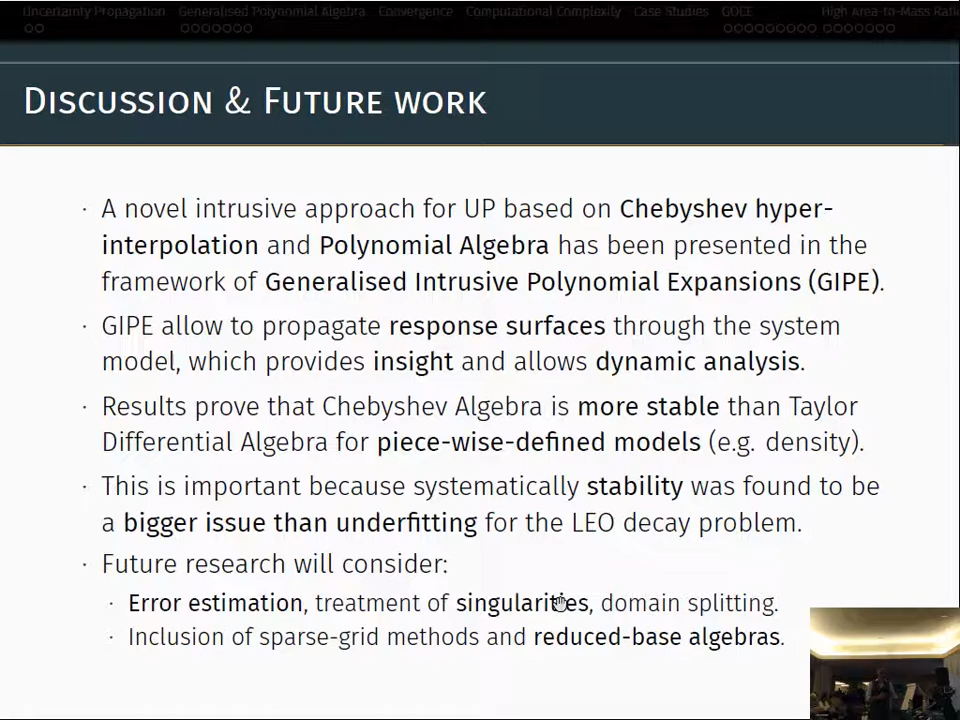 Uncertainty Propagation Generalised Polynomial Algebra Convergence Computational Complexity Case Studies GOCE High Area-to-Mass
DISCUSSION & FUTURE WORK
· A novel intrusive approach for UP based on Chebyshev hyper-
interpolation and Polynomial Algebra has been presented in the
framework of Generalised Intrusive Polynomial Expansions (GIPE).
· GIPE allow to propagate response surfaces through the system
model, which provides insight and allows dynamic analysis.
· Results prove that Chebyshev Algebra is more stable than Taylor
Differential Algebra for piece-wise-defined models (e.g. density).
· This is important because systematically stability was found to be
a bigger issue than underfitting for the LEO decay problem.
· Future research will consider:
· Error estimation, treatment of singularities, domain splitting.
· Inclusion of sparse-grid methods and reduced-base algebras.